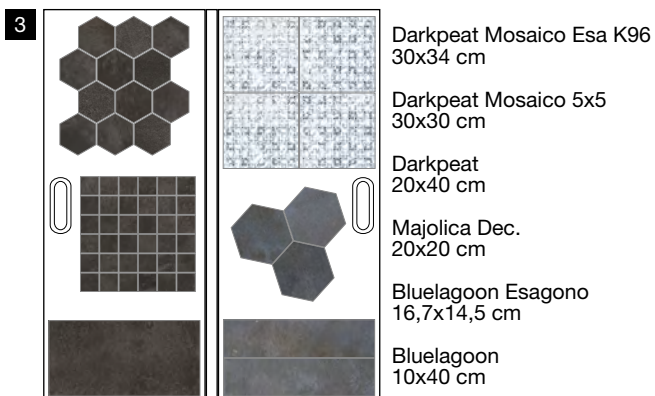 3
Darkpeat Mosaico Esa K96
30x34 cm
Darkpeat Mosaico 5x5
30x30 cm
Darkpeat
20x40 cm
Majolica Dec.
20x20 cm
Bluelagoon Esagono
16,7x14,5 cm
Bluelagoon
10x40 cm